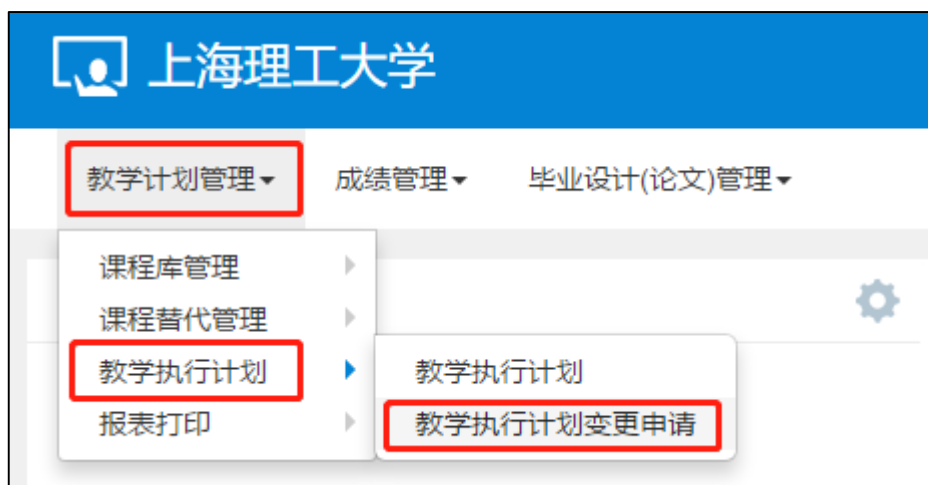 上海理工大学
教学计划管理 成绩管理 毕业设计(论文)管理
课程库管理
课程替代管理
教学执行计划 教学执行计划
报表打印 教学执行计划变更申请